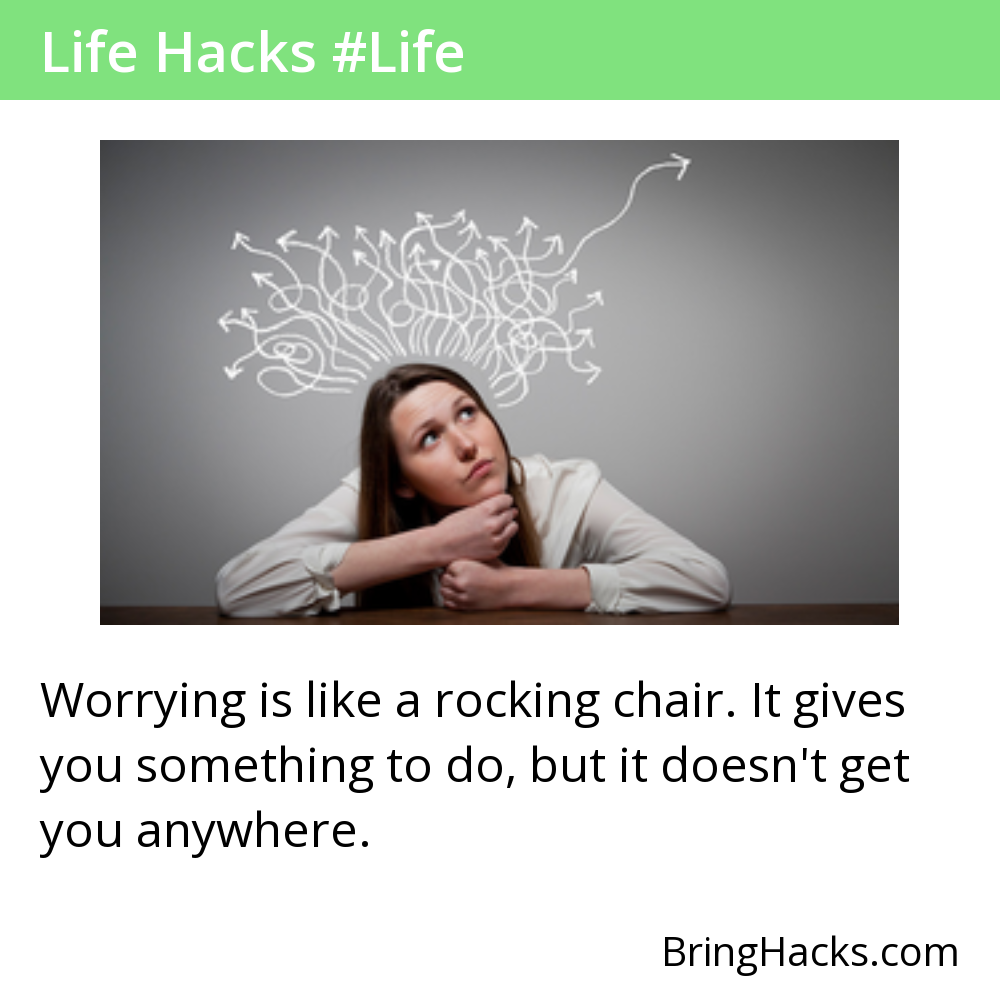 Life Hacks #Life
Worrying is like a rocking chair. It gives
you something to do, but it doesn't get
you anywhere.
BringHacks.com